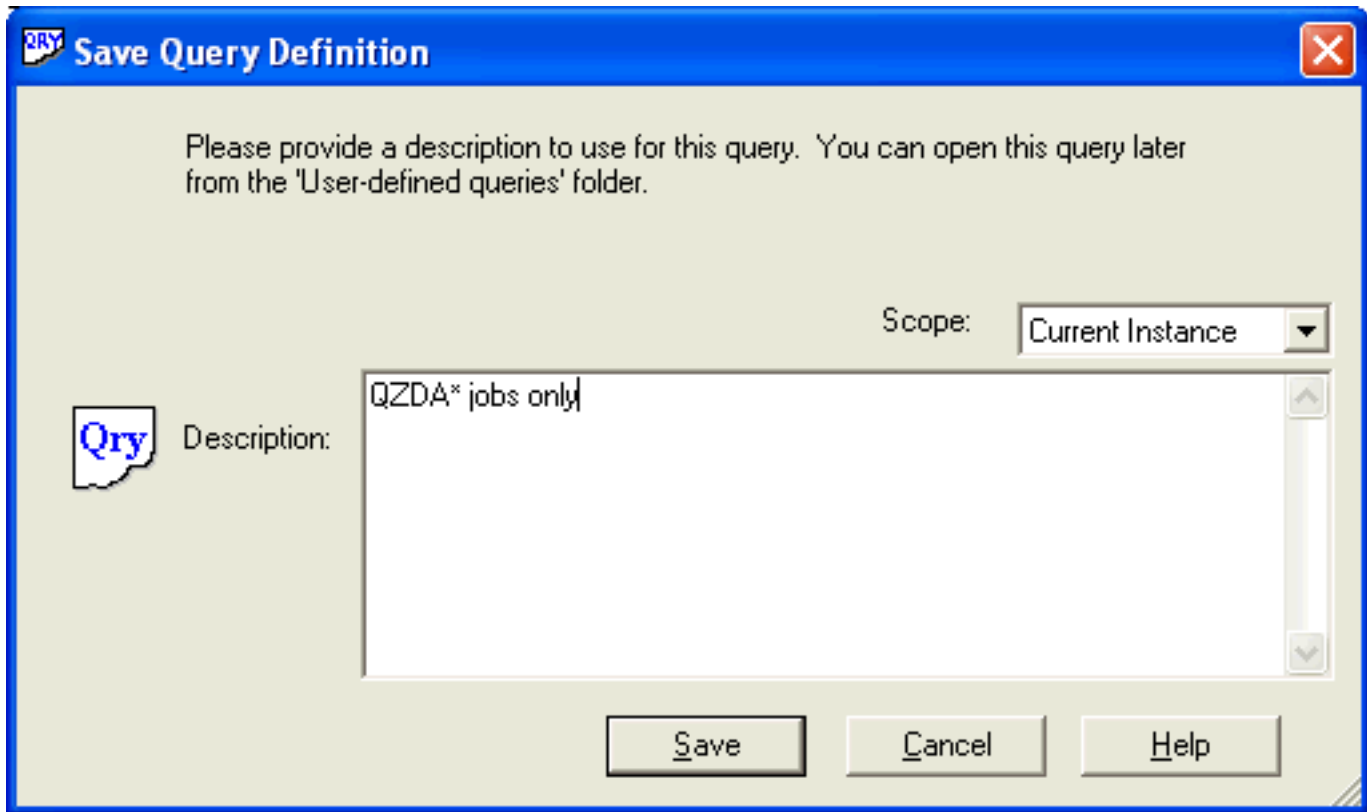 QRY Save Query Definition
Please provide a description to use for this query. You can open this query later
from the 'User-defined queries' folder.
Scope: Current Instance
QZDA* jobs only
Qry Description:
Save Cancel Help